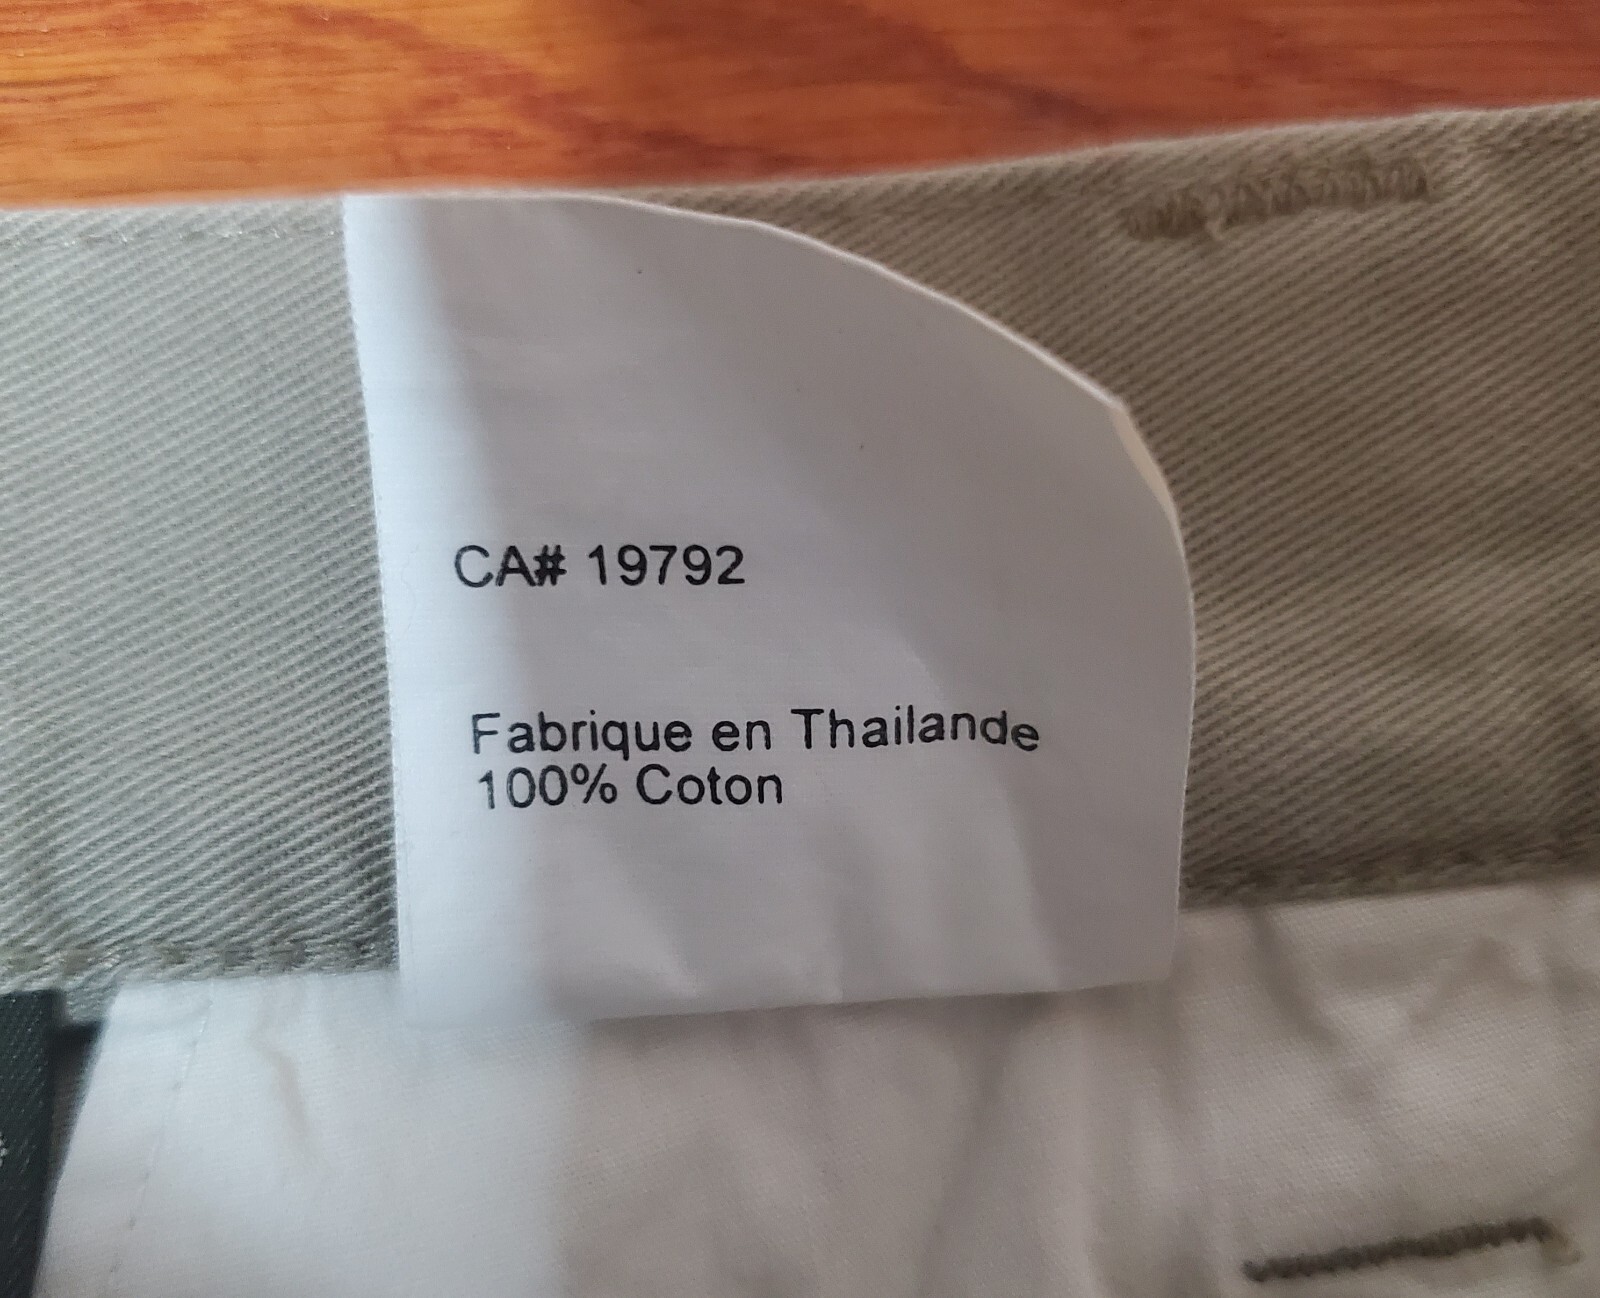 CA# 19792
Fabrique en Thailande
100% Coton